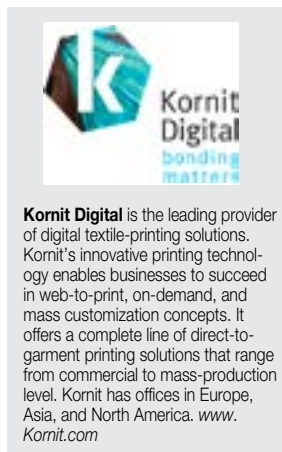 k
Kornit
Digital
bonding
matters
Kornit Digital is the leading provider
of digital textile-printing solutions.
Kornit's innovative printing technol-
ogy enables businesses to succeed
in web-to-print, on-demand, and
mass customization concepts. It
offers a complete line of direct-to-
garment printing solutions that range
from commercial to mass-production
level. Kornit has offices in Europe,
Asia, and North America. www.
Kornit.com